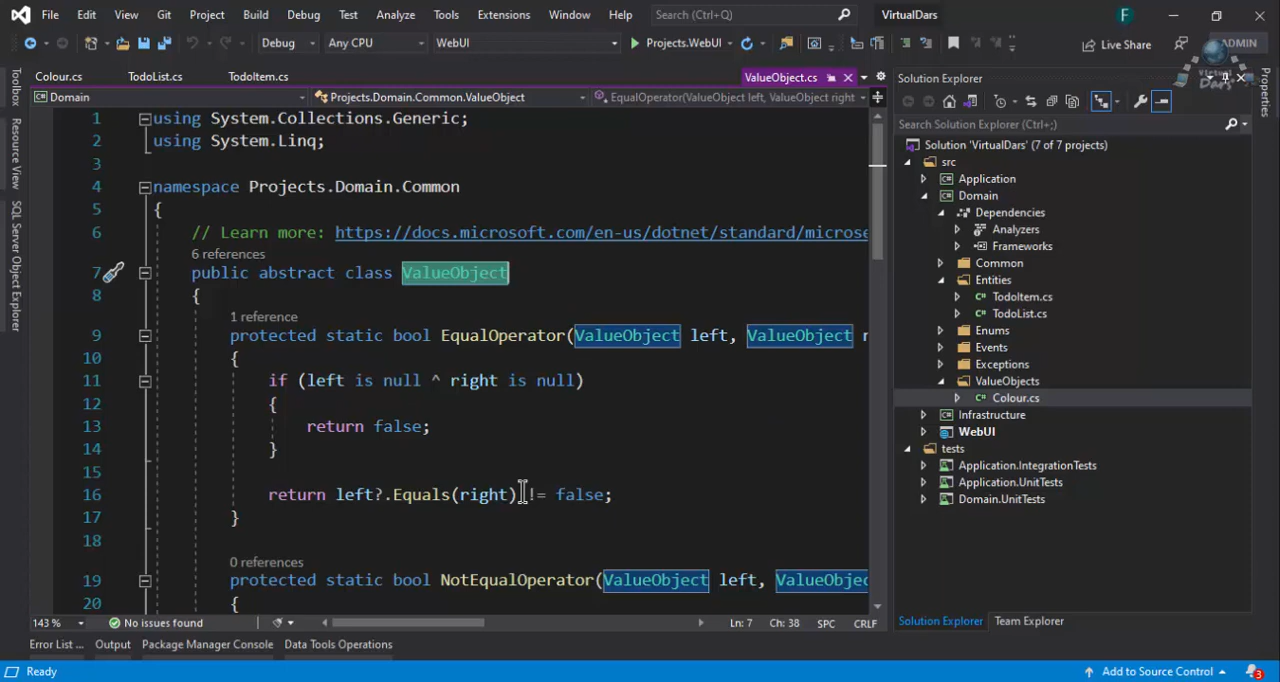 File Edit View Git Project Build Debug Test Analyze Tools Extensions Window Help Search (Ctrl+Q) VirtualDars F
Debug Any CPU WebUI Projects.WebUI Live Share ADMIN
Colour.cs TodoList.cs TodoItem.cs ValueObject.cs
Domain Projects.Domain.Common.ValueObject EqualOperator(ValueObject left, ValueObject right
Toolbox
Resource View
SQL Server Object Explorer
1 using System.Collections.Generic;
2 using System.Linq;
3
4 namespace Projects.Domain.Common
5 {
6 // Learn more: https://docs.microsoft.com/en-us/dotnet/standard/microse
6 references
7 public abstract class ValueObject
8 {
1 reference
9 protected static bool EqualOperator(ValueObject left, ValueObject r
10 {
11 if (left is null ^ right is null)
12 {
13 return false;
14 }
15
16 return left?.Equals(right) != false;
17 }
18
0 references
19 protected static bool NotEqualOperator(ValueObject left, ValueObjec
20 {
143 % No issues found Ln: 7 Ch: 38 SPC CRLF
Error List ... Output Package Manager Console Data Tools Operations
Ready Add to Source Control 3
Solution Explorer
Search Solution Explorer (Ctrl+;)
Solution 'VirtualDars' (7 of 7 projects)
src
Application
Domain
Dependencies
Analyzers
Frameworks
Common
Entities
TodoItem.cs
TodoList.cs
Enums
Events
Exceptions
ValueObjects
Colour.cs
Infrastructure
WebUI
tests
Application.IntegrationTests
Application.UnitTests
Domain.UnitTests
Solution Explorer Team Explorer
Properties